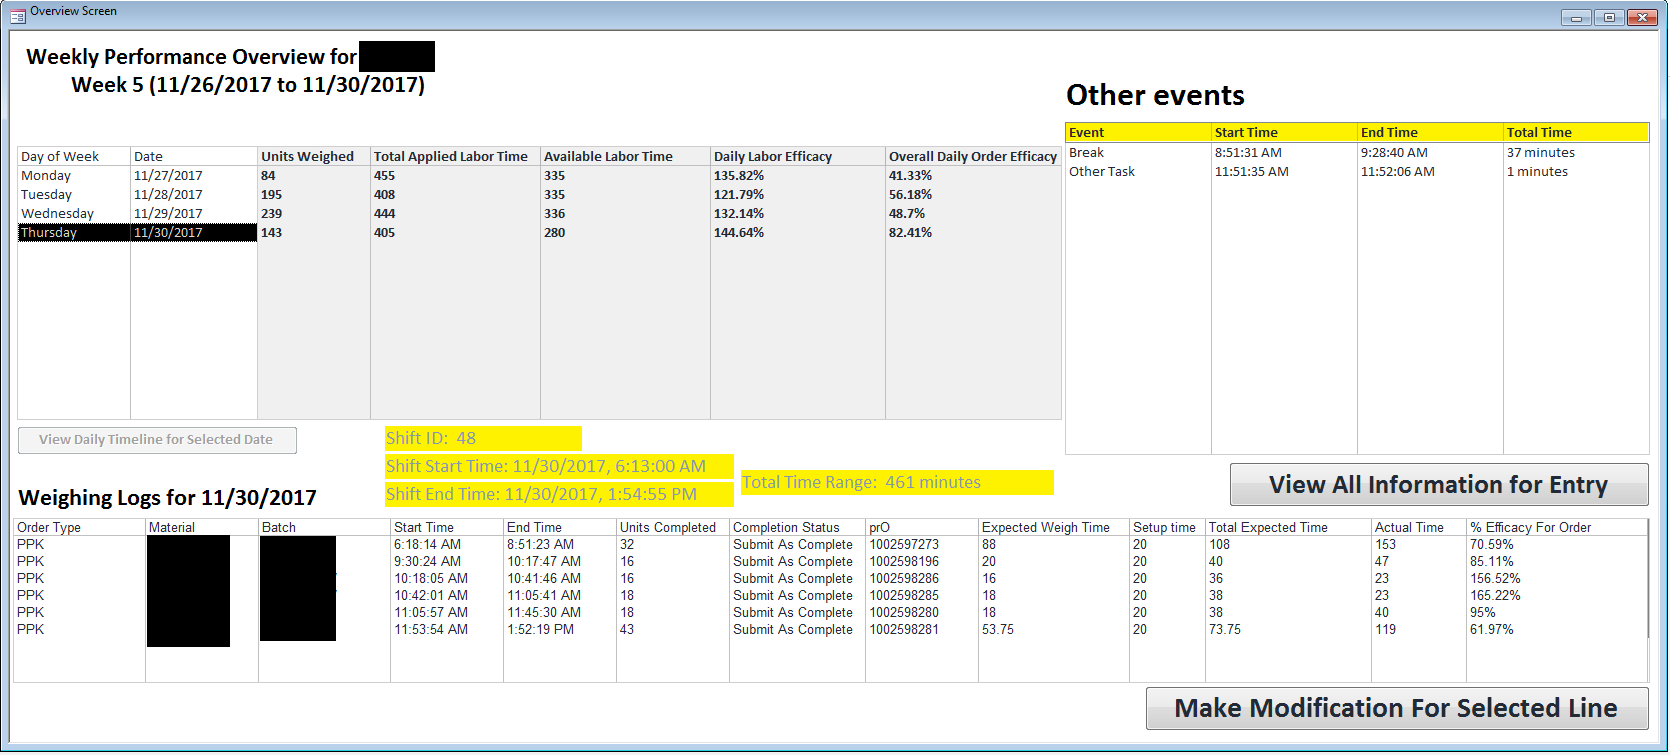 Overview Screen
Weekly Performance Overview for
Week 5 (11/26/2017 to 11/30/2017)
Day of Week Date Units Weighed Total Applied Labor Time Available Labor Time Daily Labor Efficacy Overall Daily Order Efficacy
Monday 11/27/2017 84 455 335 135.82% 41.33%
Tuesday 11/28/2017 195 408 335 121.79% 56.18%
Wednesday 11/29/2017 239 444 336 132.14% 48.7%
Thursday 11/30/2017 143 405 280 144.64% 82.41%
Other events
Event Start Time End Time Total Time
Break 8:51:31 AM 9:28:40 AM 37 minutes
Other Task 11:51:35 AM 11:52:06 AM 1 minutes
View Daily Timeline for Selected Date
Shift ID: 48
Shift Start Time: 11/30/2017, 6:13:00 AM
Shift End Time: 11/30/2017, 1:54:55 PM
Total Time Range: 461 minutes
View All Information for Entry
Weighing Logs for 11/30/2017
Order Type Material Batch Start Time End Time Units Completed Completion Status prO Expected Weigh Time Setup time Total Expected Time Actual Time % Efficacy For Order
PPK 6:18:14 AM 8:51:23 AM 32 Submit As Complete 1002597273 88 20 108 153 70.59%
PPK 9:30:24 AM 10:17:47 AM 16 Submit As Complete 1002598196 20 20 40 47 85.11%
PPK 10:18:05 AM 10:41:46 AM 16 Submit As Complete 1002598286 16 20 36 23 156.52%
PPK 10:42:01 AM 11:05:41 AM 18 Submit As Complete 1002598285 18 20 38 23 165.22%
PPK 11:05:57 AM 11:45:30 AM 18 Submit As Complete 1002598280 18 20 38 40 95%
PPK 11:53:54 AM 1:52:19 PM 43 Submit As Complete 1002598281 53.75 20 73.75 119 61.97%
Make Modification For Selected Line